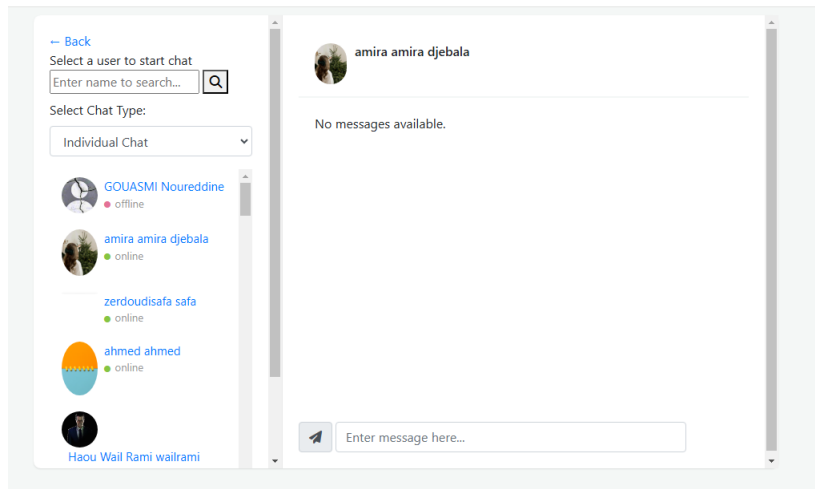 ← Back
Select a user to start chat
Enter name to search...
Select Chat Type:
Individual Chat
GOUASMI Noureddine
offline
amira amira djebala
online
zerdoudisafa safa
online
ahmed ahmed
online
Haou Wail Rami wailrami
amira amira djebala
No messages available.
Enter message here...